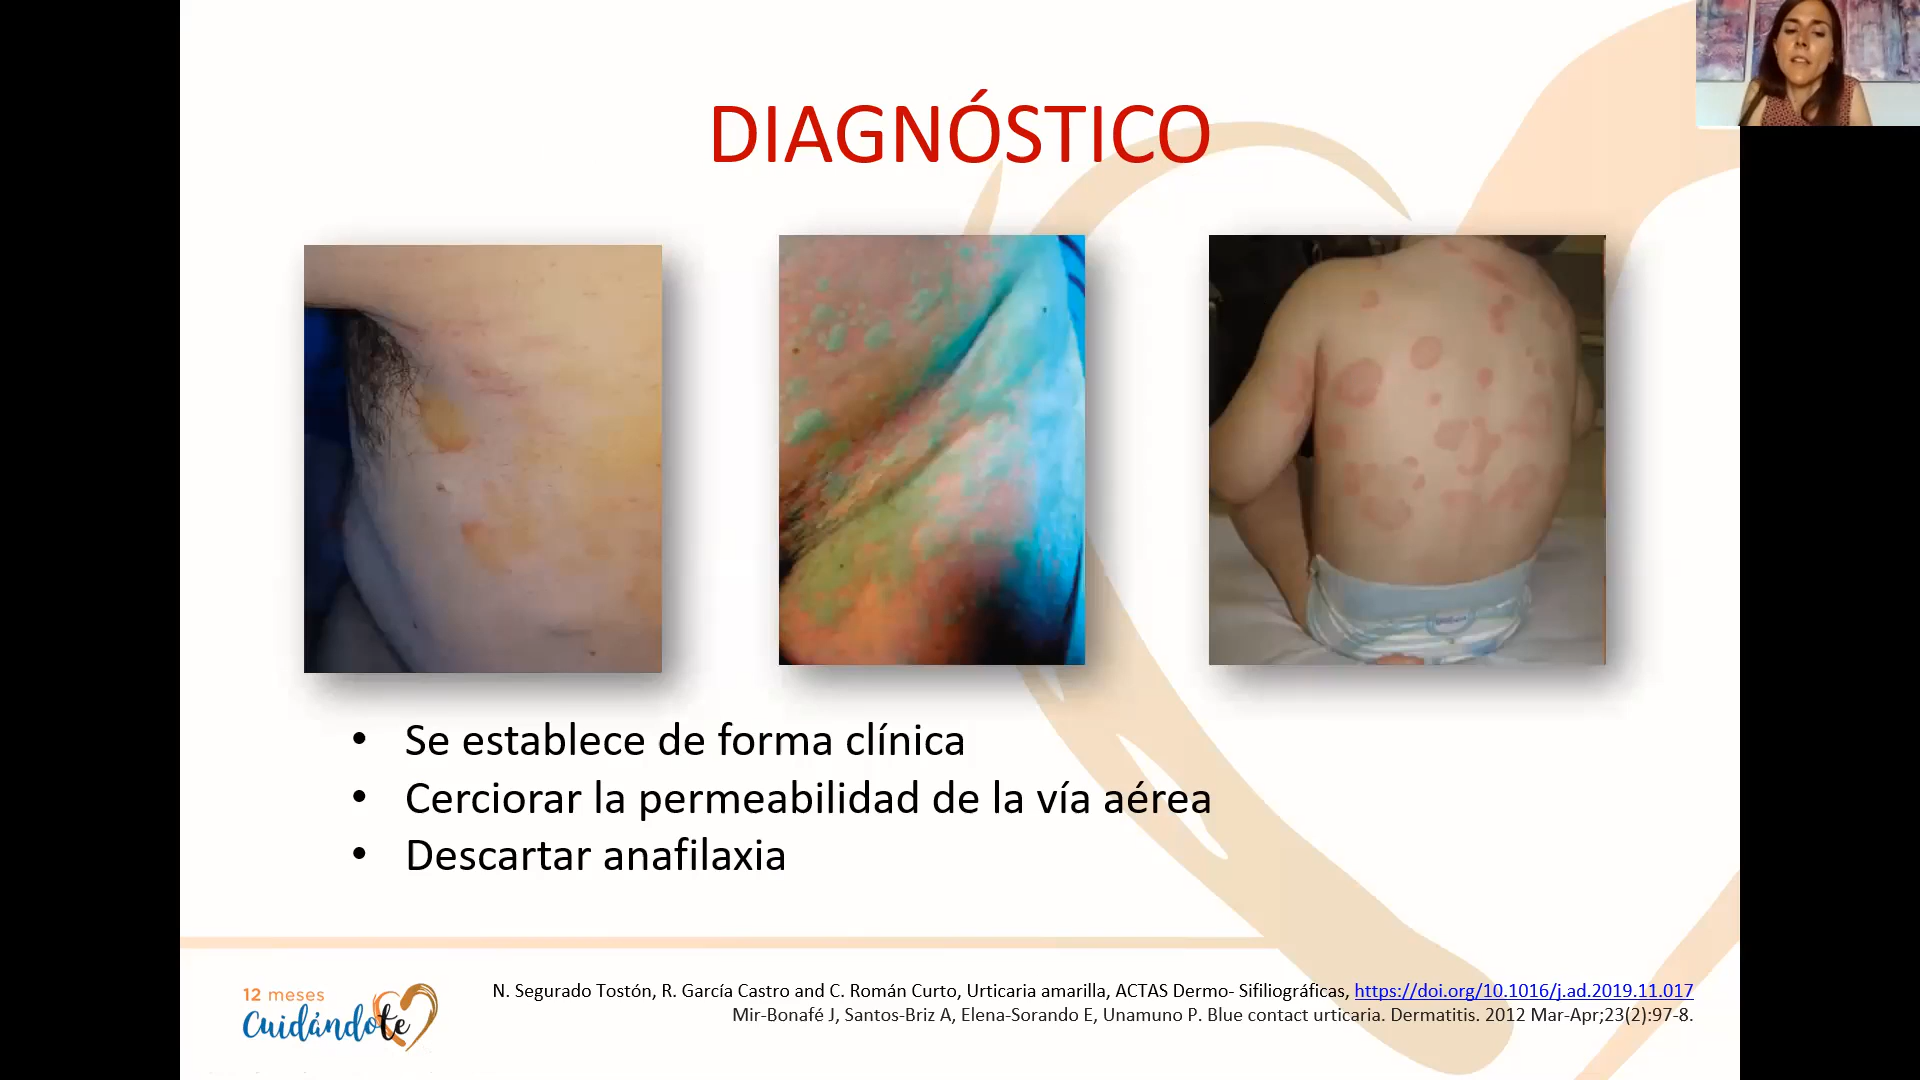 DIAGNÓSTICO
• Se establece de forma clínica
• Cerciorar la permeabilidad de la vía aérea
• Descartar anafilaxia
12 meses
Cuidándote
N. Segurado Tostón, R. García Castro and C. Román Curto, Urticaria amarilla, ACTAS Dermo- Sifiliográficas, https://doi.org/10.1016/j.ad.2019.11.017
Mir-Bonafé J, Santos-Briz A, Elena-Sorando E, Unamuno P. Blue contact urticaria. Dermatitis. 2012 Mar-Apr;23(2):97-8.